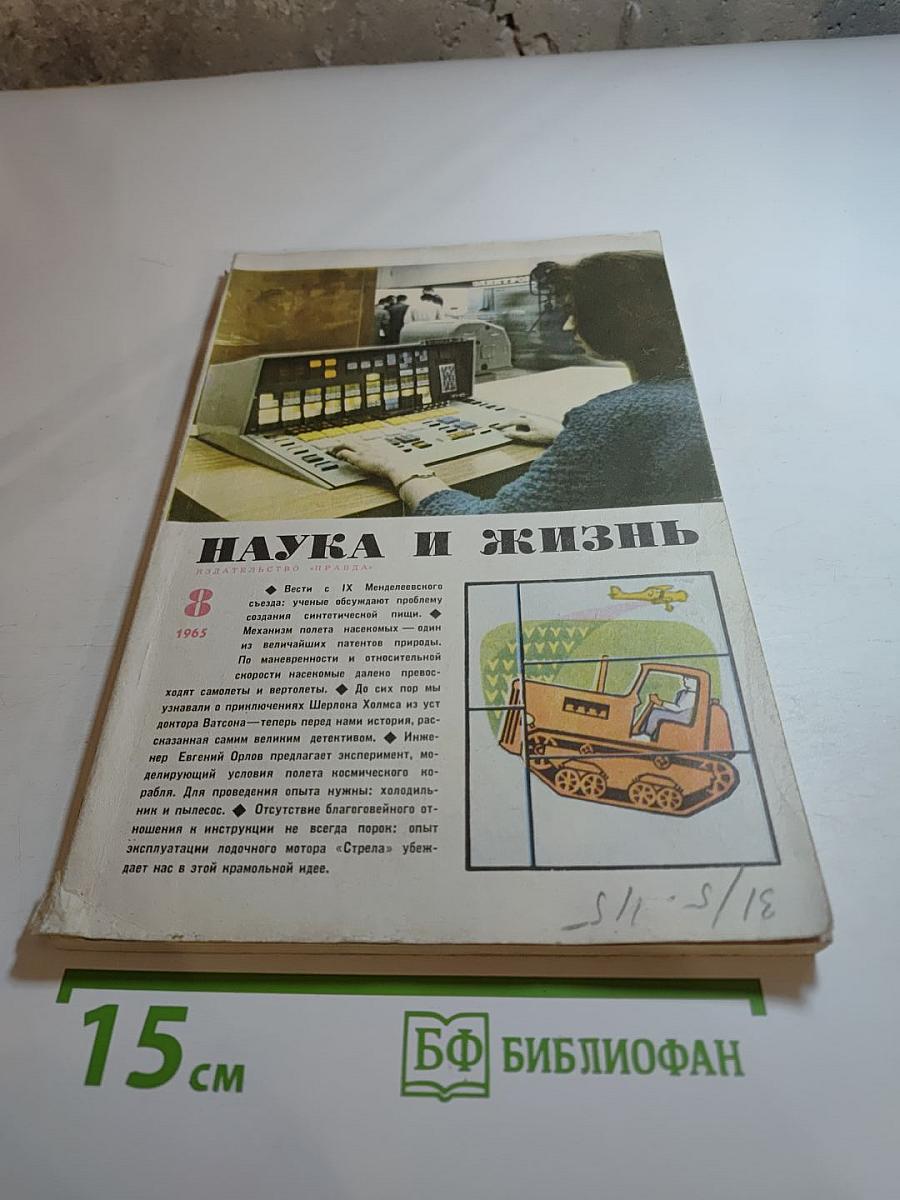 НАУКА И ЖИЗНЬ
ИЗДАТЕЛЬСТВО «ПРАВДА»
8
1965
◆ Вести с IX Менделеевского
съезда: ученые обсуждают проблему
создания синтетической пищи. ◆
Механизм полета насекомых — один
из величайших патентов природы.
По маневренности и относительной
скорости насекомые далеко превос-
ходят самолеты и вертолеты. ◆ До сих пор мы
узнавали о приключениях Шерлока Холмса из уст
доктора Ватсона—теперь перед нами история, рас-
сказанная самим великим детективом. ◆ Инже-
нер Евгений Орлов предлагает эксперимент, мо-
делирующий условия полета космического ко-
рабля. Для проведения опыта нужны: холодиль-
ник и пылесос. ◆ Отсутствие благоговейного от-
ношения к инструкции не всегда порок: опыт
эксплуатации лодочного мотора «Стрела» убеж-
дает нас в этой крамольной идее.
15 см
БФ БИБЛИОФАН